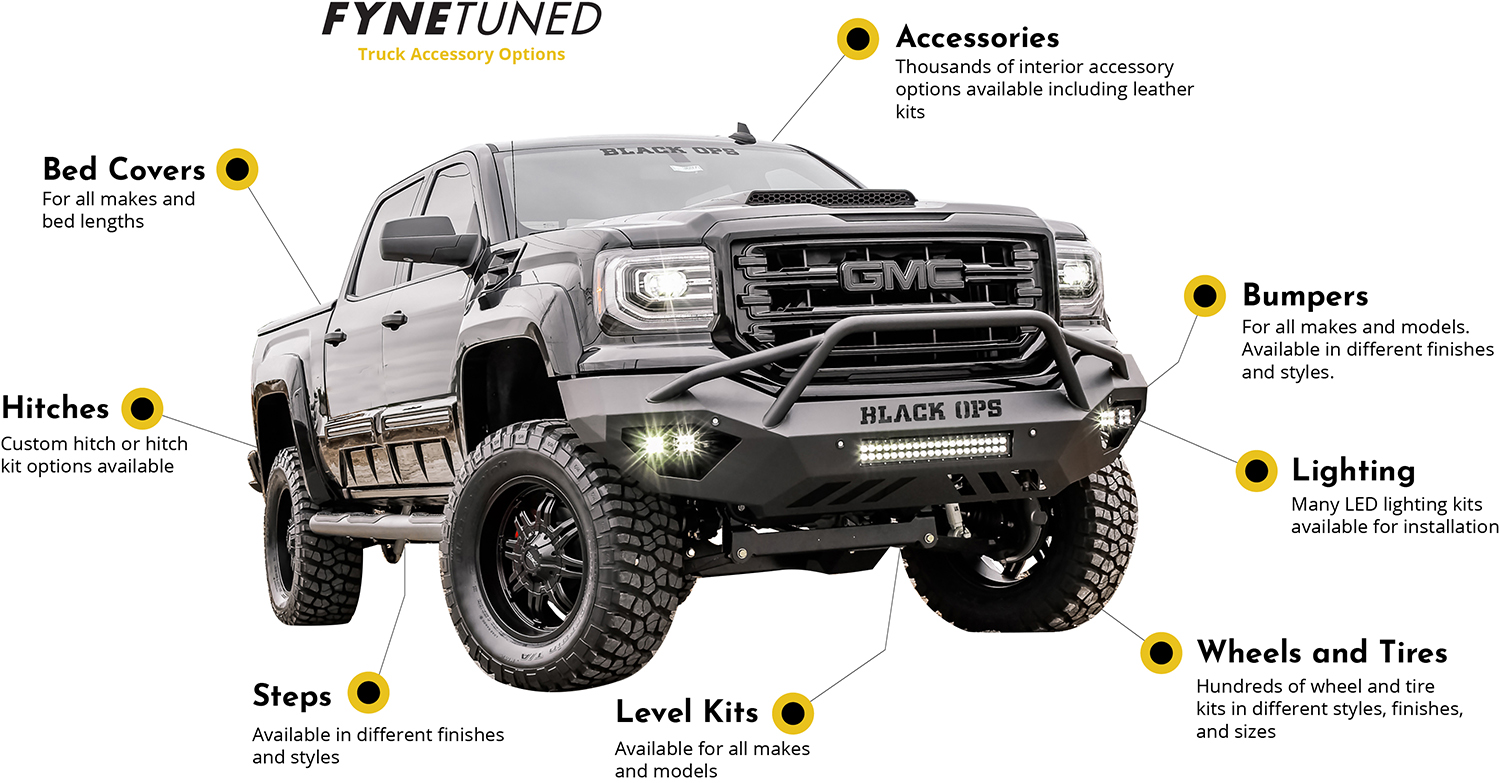 FYNETUNED
Truck Accessory Options
Accessories
Thousands of interior accessory
options available including leather
kits
Bed Covers
For all makes and
bed lengths
BLACK OPS
GMC
Bumpers
For all makes and models.
Available in different finishes
and styles.
Hitches
Custom hitch or hitch
kit options available
BLACK OPS
Lighting
Many LED lighting kits
available for installation
Wheels and Tires
Hundreds of wheel and tire
kits in different styles, finishes,
and sizes
Steps
Available in different finishes
and styles
Level Kits
Available for all makes
and models